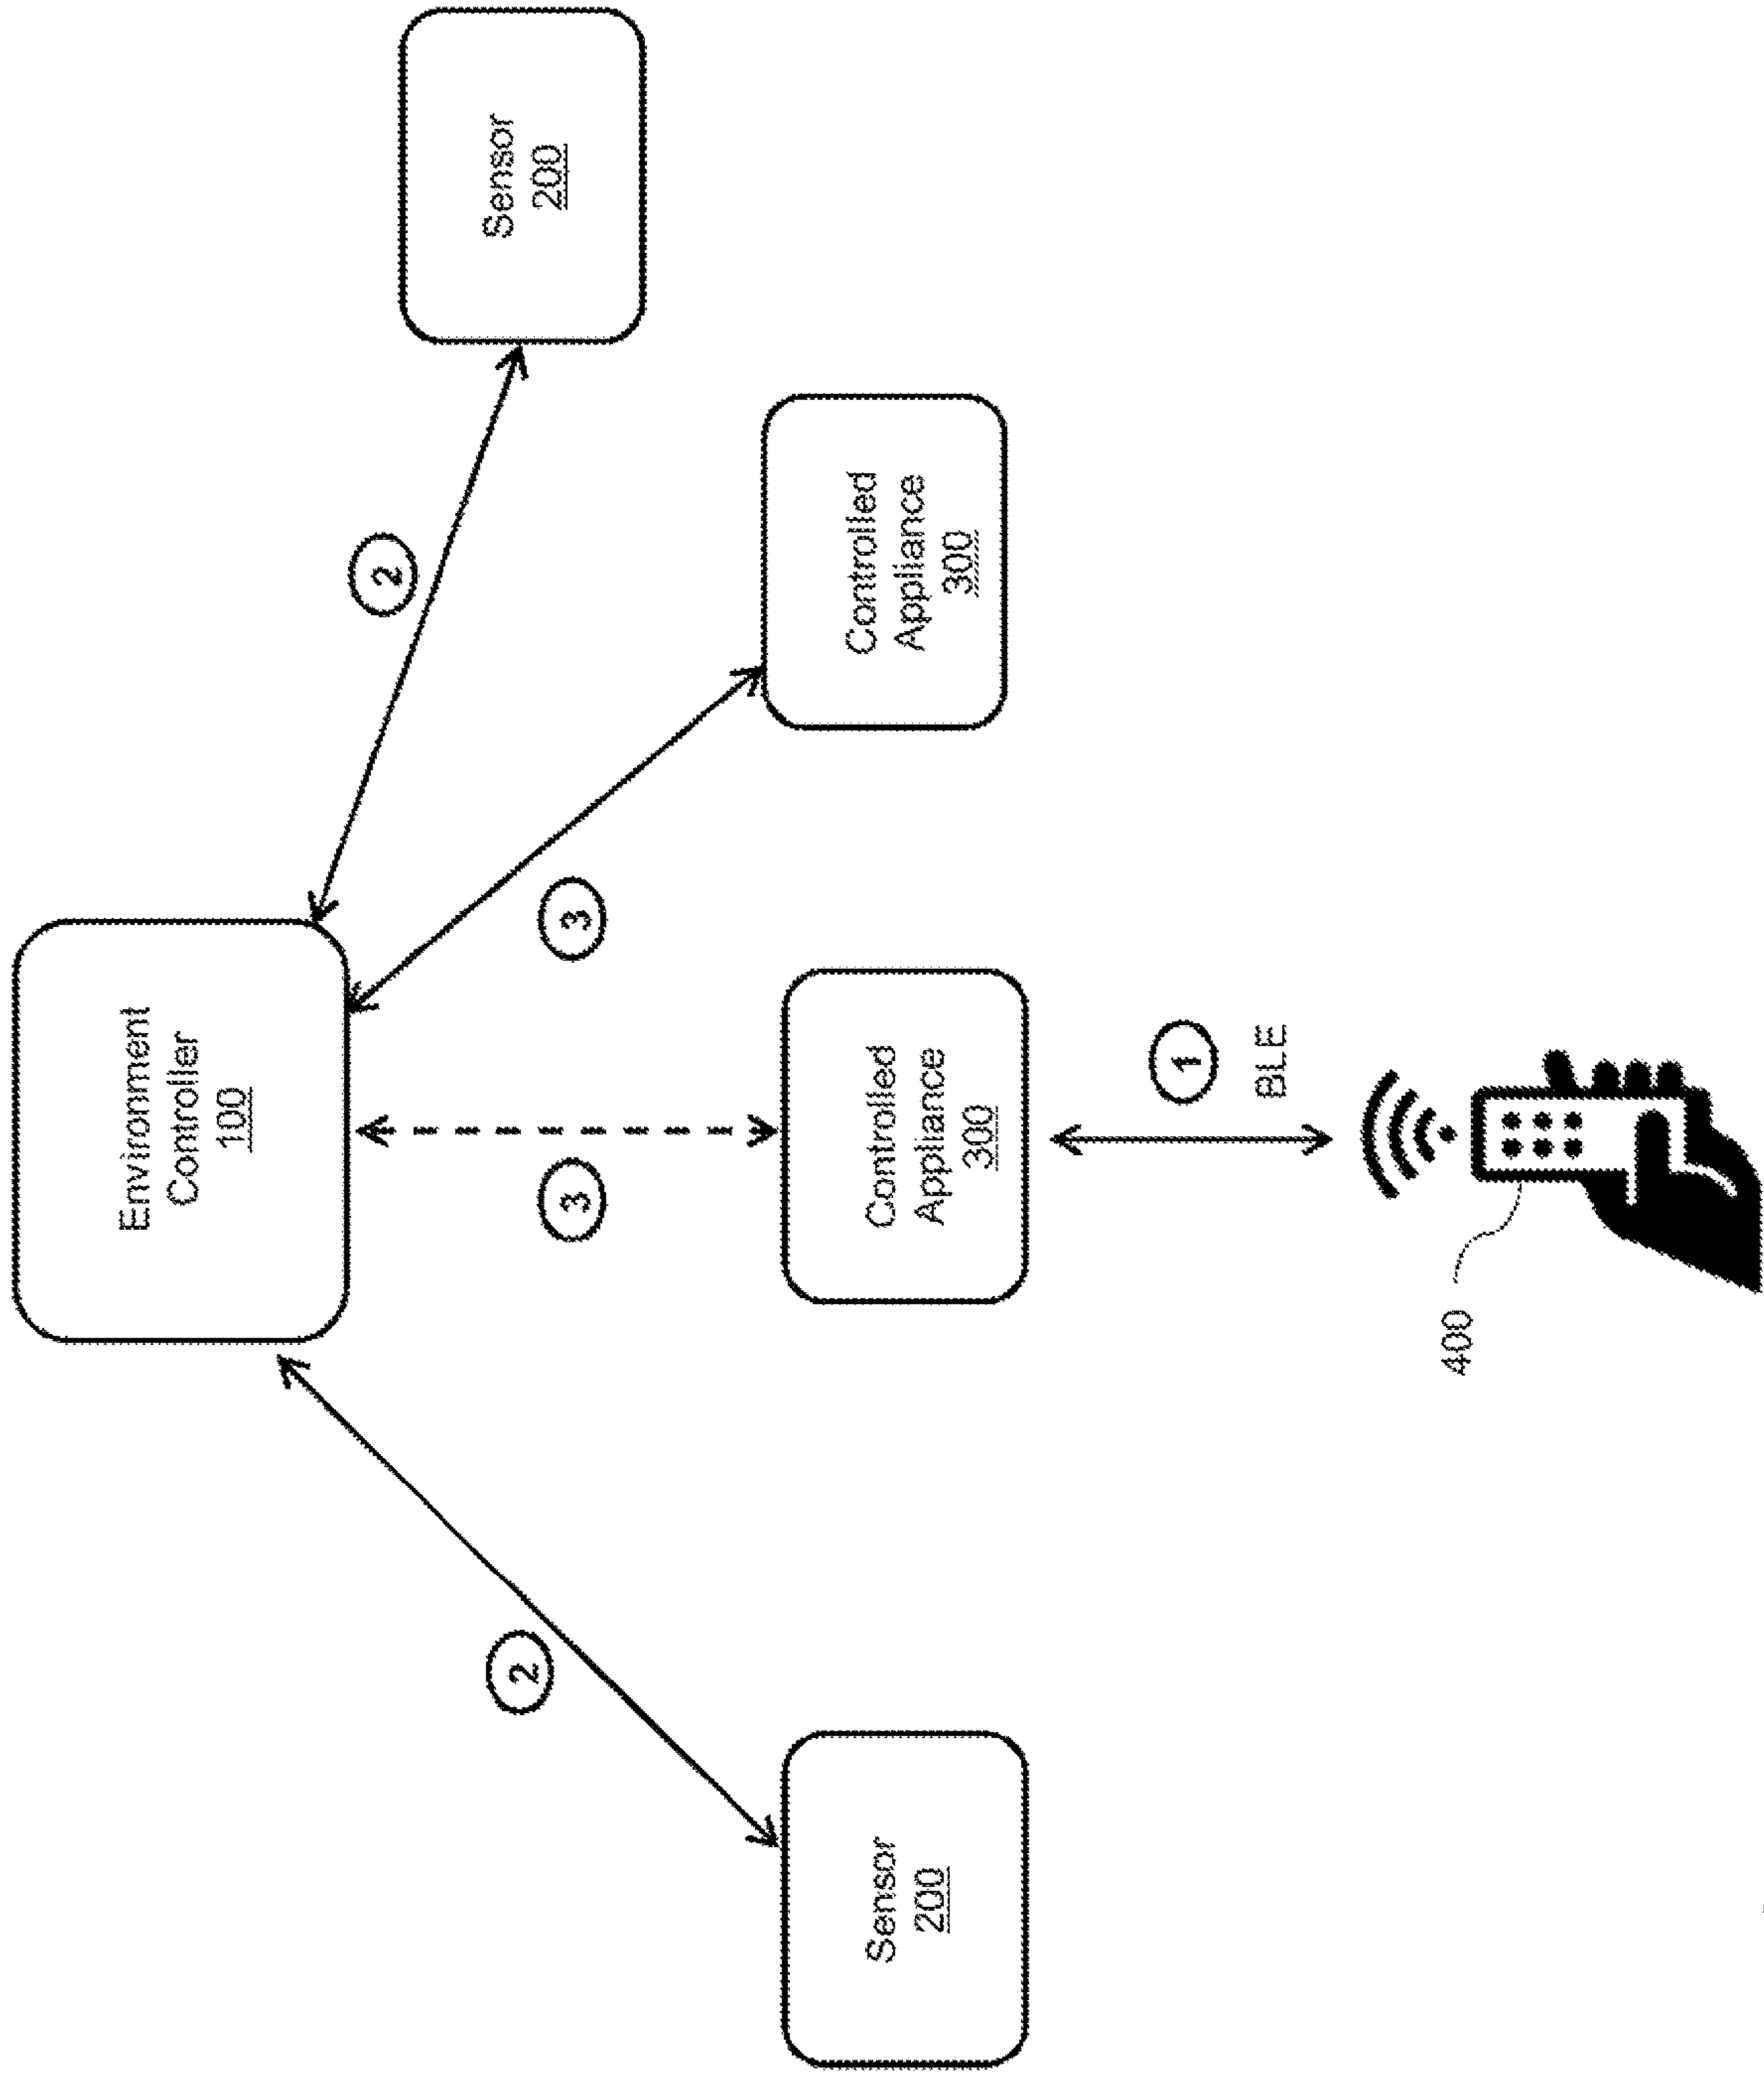 Environment
Controller
100
2
Sensor
200
2
Sensor
200
3
Controlled
Appliance
300
3
Controlled
Appliance
300
1
BLE
400